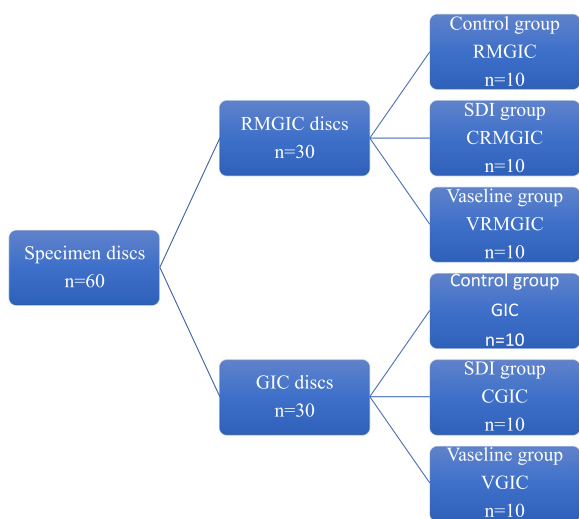 Specimen discs
n=60
RMGIC discs
n=30
Control group
RMGIC
n=10
SDI group
CRMGIC
n=10
Vaseline group
VRMGIC
n=10
GIC discs
n=30
Control group
GIC
n=10
SDI group
CGIC
n=10
Vaseline group
VGIC
n=10